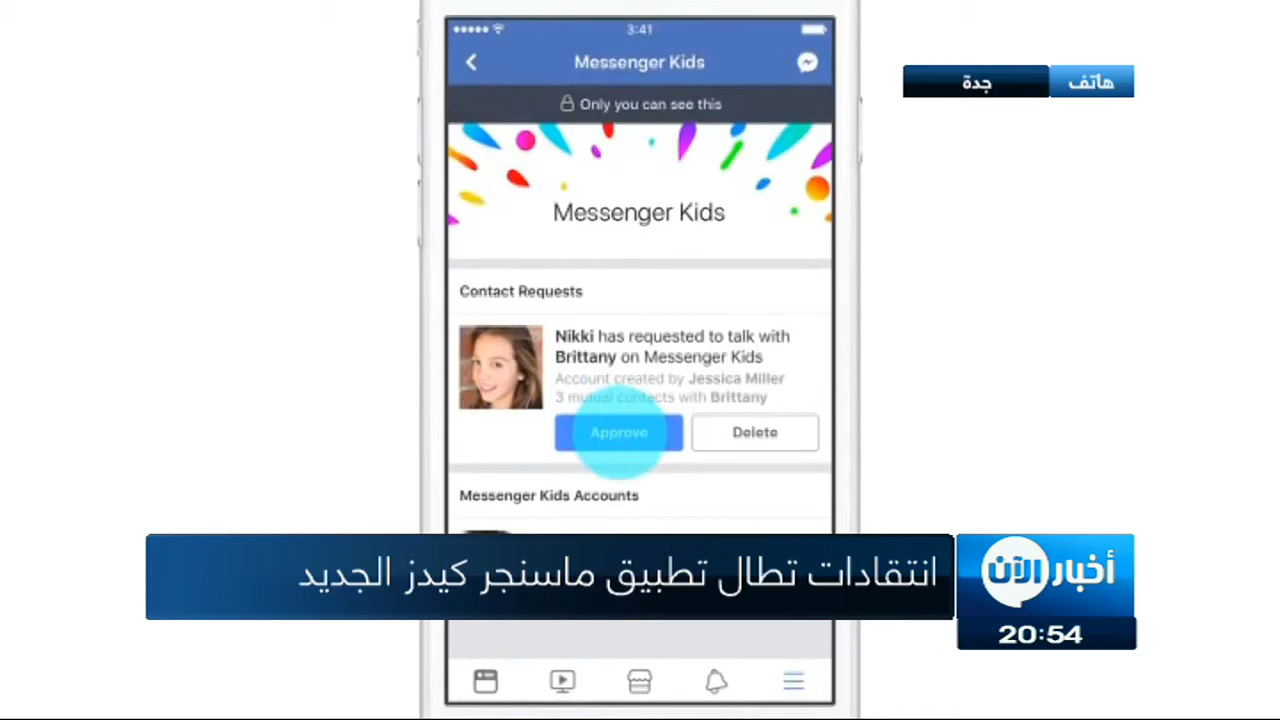 3:41
Messenger Kids
هاتف
جدة
Only you can see this
Messenger Kids
Contact Requests
Nikki has requested to talk with
Brittany on Messenger Kids
Account created by Jessica Miller
3 mutual contacts with Brittany
Approve
Delete
Messenger Kids Accounts
انتقادات تطال تطبيق ماسنجر كيدز الجديد
أخبار الآن
20:54